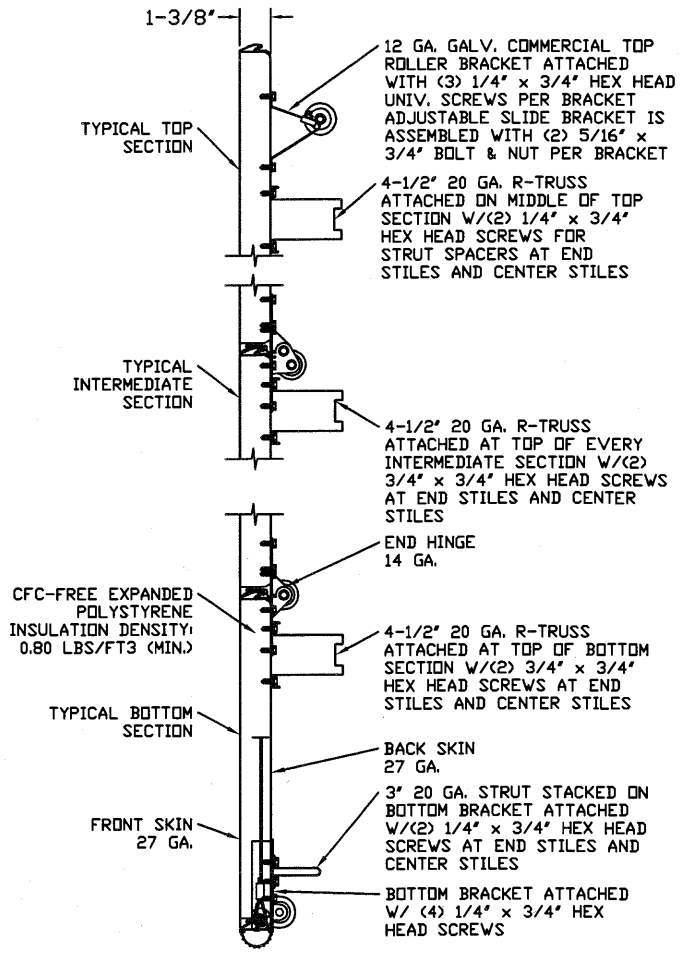 1-3/8"
12 GA. GALV. COMMERCIAL TOP
ROLLER BRACKET ATTACHED
WITH (3) 1/4" x 3/4" HEX HEAD
UNIV. SCREWS PER BRACKET
ADJUSTABLE SLIDE BRACKET IS
ASSEMBLED WITH (2) 5/16" x
3/4" BOLT & NUT PER BRACKET
TYPICAL TOP
SECTION
4-1/2" 20 GA. R-TRUSS
ATTACHED ON MIDDLE OF TOP
SECTION W/(2) 1/4" x 3/4"
HEX HEAD SCREWS FOR
STRUT SPACERS AT END
STILES AND CENTER STILES
TYPICAL
INTERMEDIATE
SECTION
4-1/2" 20 GA. R-TRUSS
ATTACHED AT TOP OF EVERY
INTERMEDIATE SECTION W/(2)
3/4" x 3/4" HEX HEAD SCREWS
AT END STILES AND CENTER
STILES
END HINGE
14 GA.
CFC-FREE EXPANDED
POLYSTYRENE
INSULATION DENSITY:
0.80 LBS/FT3 (MIN.)
4-1/2" 20 GA. R-TRUSS
ATTACHED AT TOP OF BOTTOM
SECTION W/(2) 3/4" x 3/4"
HEX HEAD SCREWS AT END
STILES AND CENTER STILES
TYPICAL BOTTOM
SECTION
BACK SKIN
27 GA.
3" 20 GA. STRUT STACKED ON
BOTTOM BRACKET ATTACHED
W/(2) 1/4" x 3/4" HEX HEAD
SCREWS AT END STILES AND
CENTER STILES
FRONT SKIN
27 GA.
BOTTOM BRACKET ATTACHED
W/ (4) 1/4" x 3/4" HEX
HEAD SCREWS